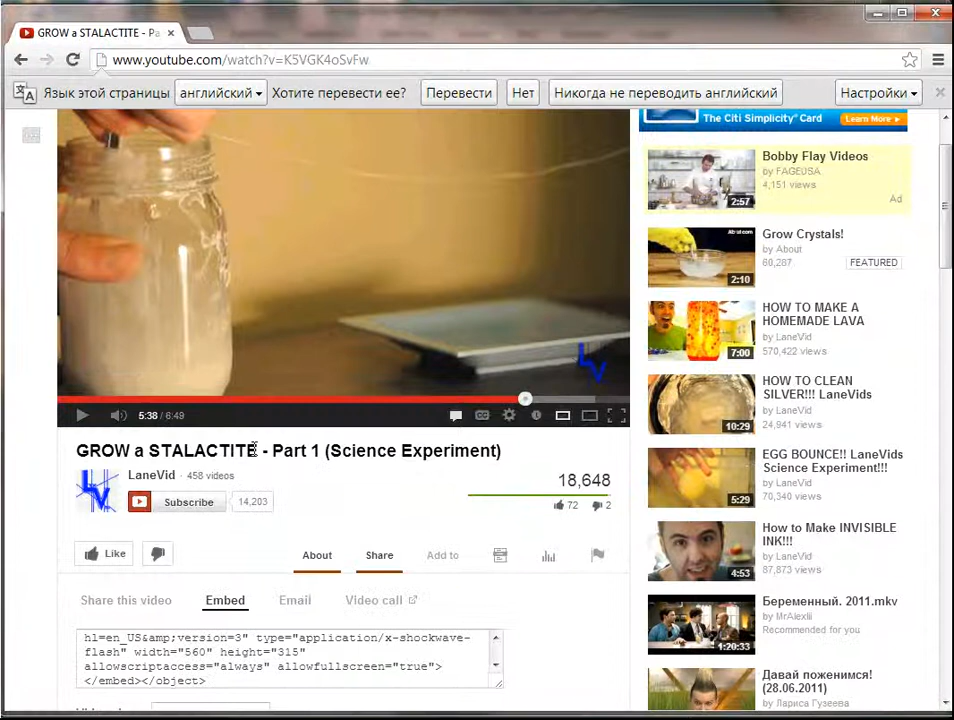 GROW a STALACTITE - Pa
www.youtube.com/watch?v=K5VGK4oSvFw
Язык этой страницы английский Хотите перевести ее? Перевести Нет Никогда не переводить английский Настройки
The Citi Simplicity® Card Learn More
Bobby Flay Videos
by FAGEUSA
4,151 views
Ad
2:57
Grow Crystals!
by About
60,287 FEATURED
About.com
2:10
HOW TO MAKE A
HOMEMADE LAVA
by LaneVid
570,422 views
7:00
HOW TO CLEAN
SILVER!!! LaneVids
by LaneVid
24,941 views
10:29
EGG BOUNCE!! LaneVids
Science Experiment!!!
by LaneVid
70,340 views
5:29
How to Make INVISIBLE
INK!!!
by LaneVid
87,873 views
4:53
Беременный. 2011.mkv
by MrAlexIii
Recommended for you
1:20:33
Давай поженимся!
(28.06.2011)
by Лариса Гузеева
LV
5:38 / 6:49
CC
GROW a STALACTITE - Part 1 (Science Experiment)
LaneVid · 458 videos
LV
Subscribe 14,203
18,648
72 2
Like About Share Add to
Share this video Embed Email Video call
hl=en_US&amp;version=3" type="application/x-shockwave-
flash" width="560" height="315"
allowscriptaccess="always" allowfullscreen="true">
</embed></object>